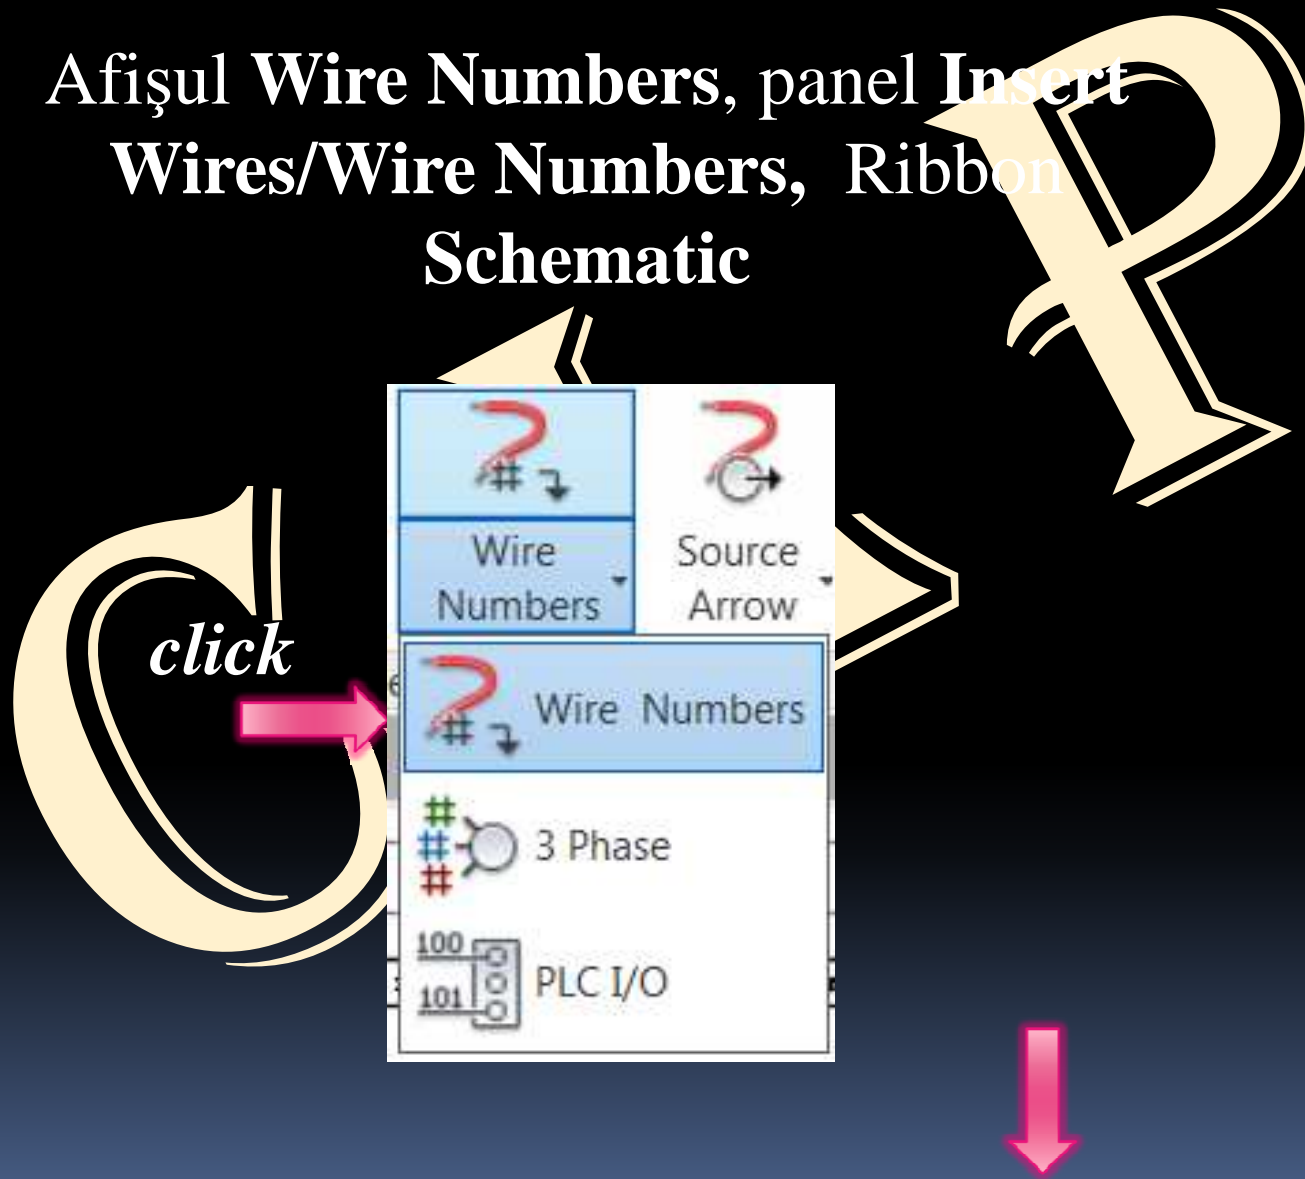 Afişul Wire Numbers, panel Insert
Wires/Wire Numbers, Ribbon
Schematic
Wire
Numbers
Source
Arrow
click
Wire Numbers
3 Phase
100
101
PLC I/O